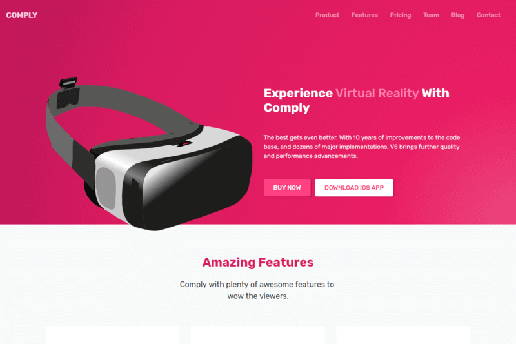 COMPLY
Product Features Pricing Team Blog Contact
Experience Virtual Reality With
Comply
The best gets even better. With 10 years of improvements to the code
base, and dozens of major implementations. V5 brings further quality
and performance advancements.
BUY NOW
DOWNLOAD IOS APP
Amazing Features
Comply with plenty of awesome features to
wow the viewers.